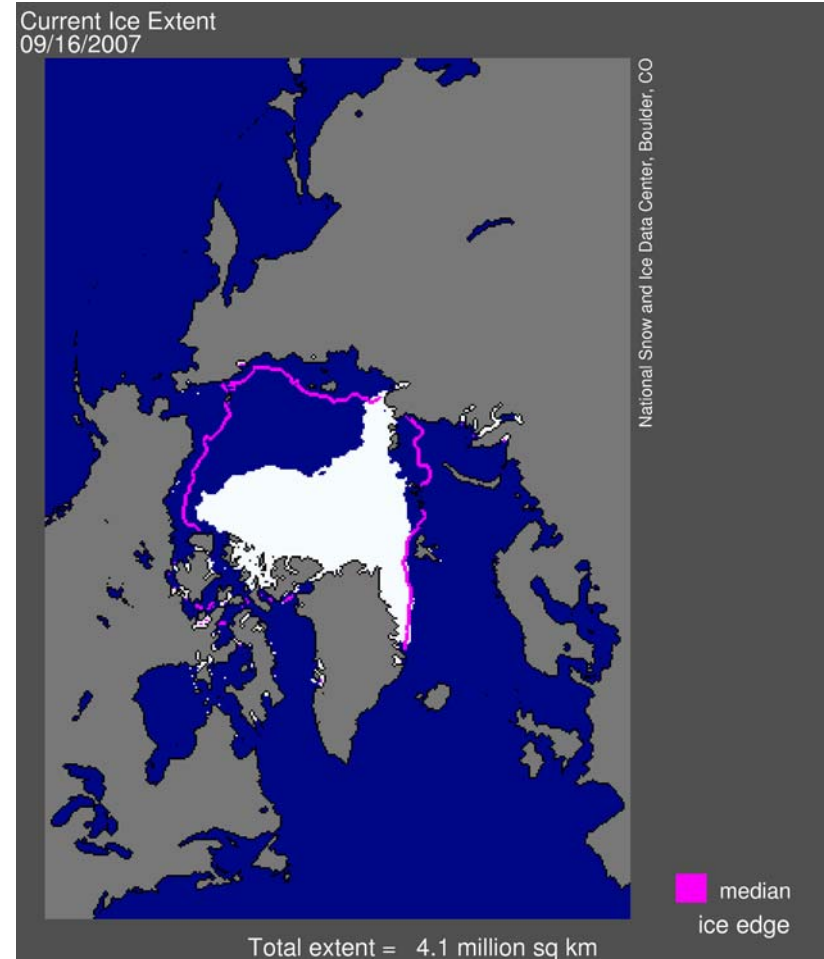 Current Ice Extent
09/16/2007
National Snow and Ice Data Center, Boulder, CO
median
ice edge
Total extent = 4.1 million sq km